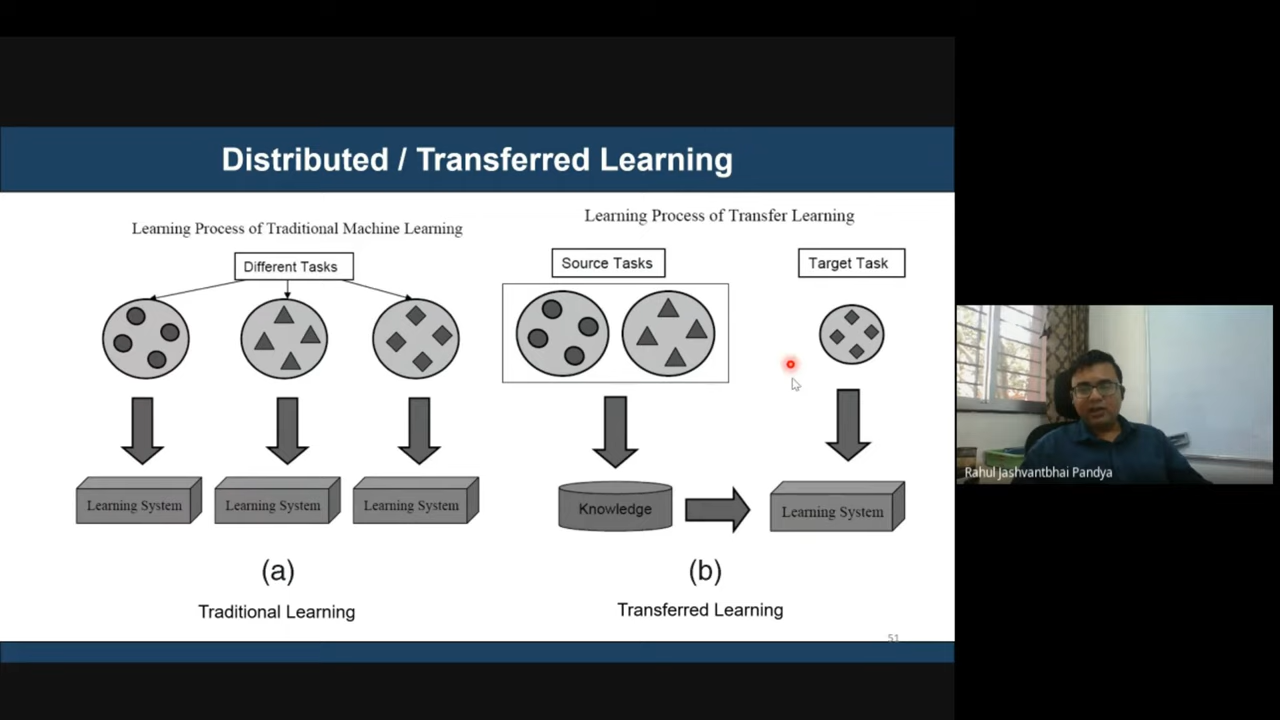 Distributed / Transferred Learning
Learning Process of Traditional Machine Learning
Different Tasks
Learning System
Learning System
Learning System
(a)
Traditional Learning
Learning Process of Transfer Learning
Source Tasks
Target Task
Knowledge
Learning System
(b)
Transferred Learning
51
Rahul Jashvantbhai Pandya